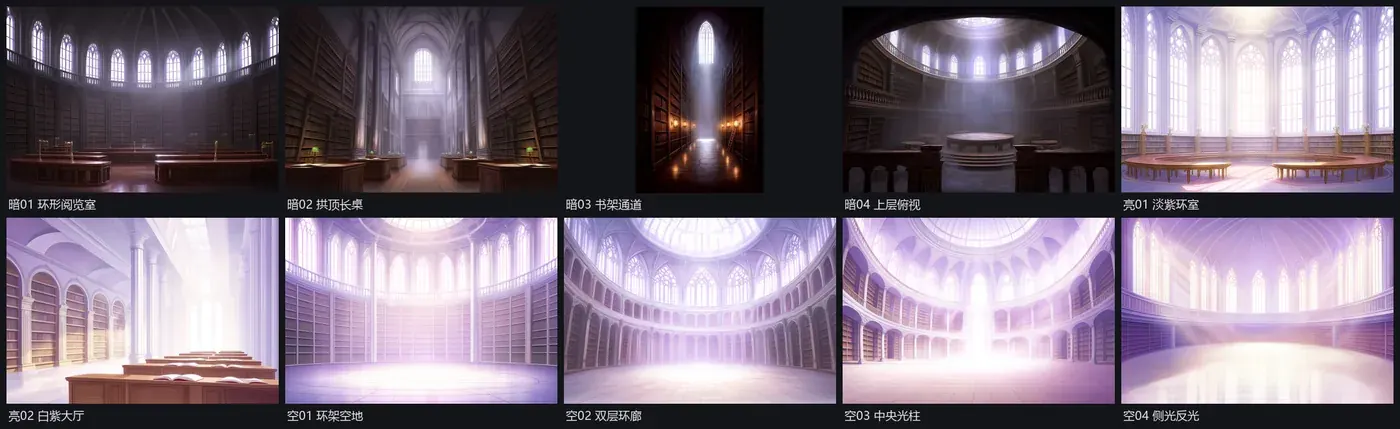 暗01 环形阅览室
暗02 拱顶长桌
暗03 书架通道
暗04 上层俯视
亮01 淡紫环室
亮02 白紫大厅
空01 环架空地
空02 双层环廊
空03 中央光柱
空04 侧光反光